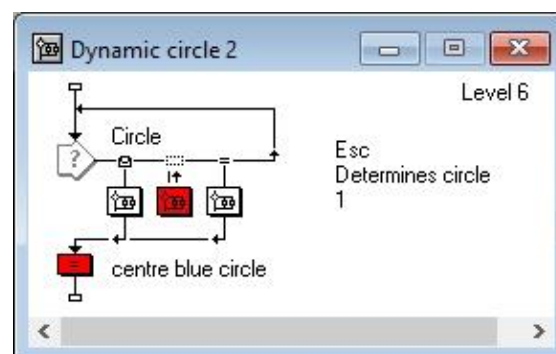 Dynamic circle 2
Level 6
Circle
?
=
Esc
Determines circle
1
=
centre blue circle